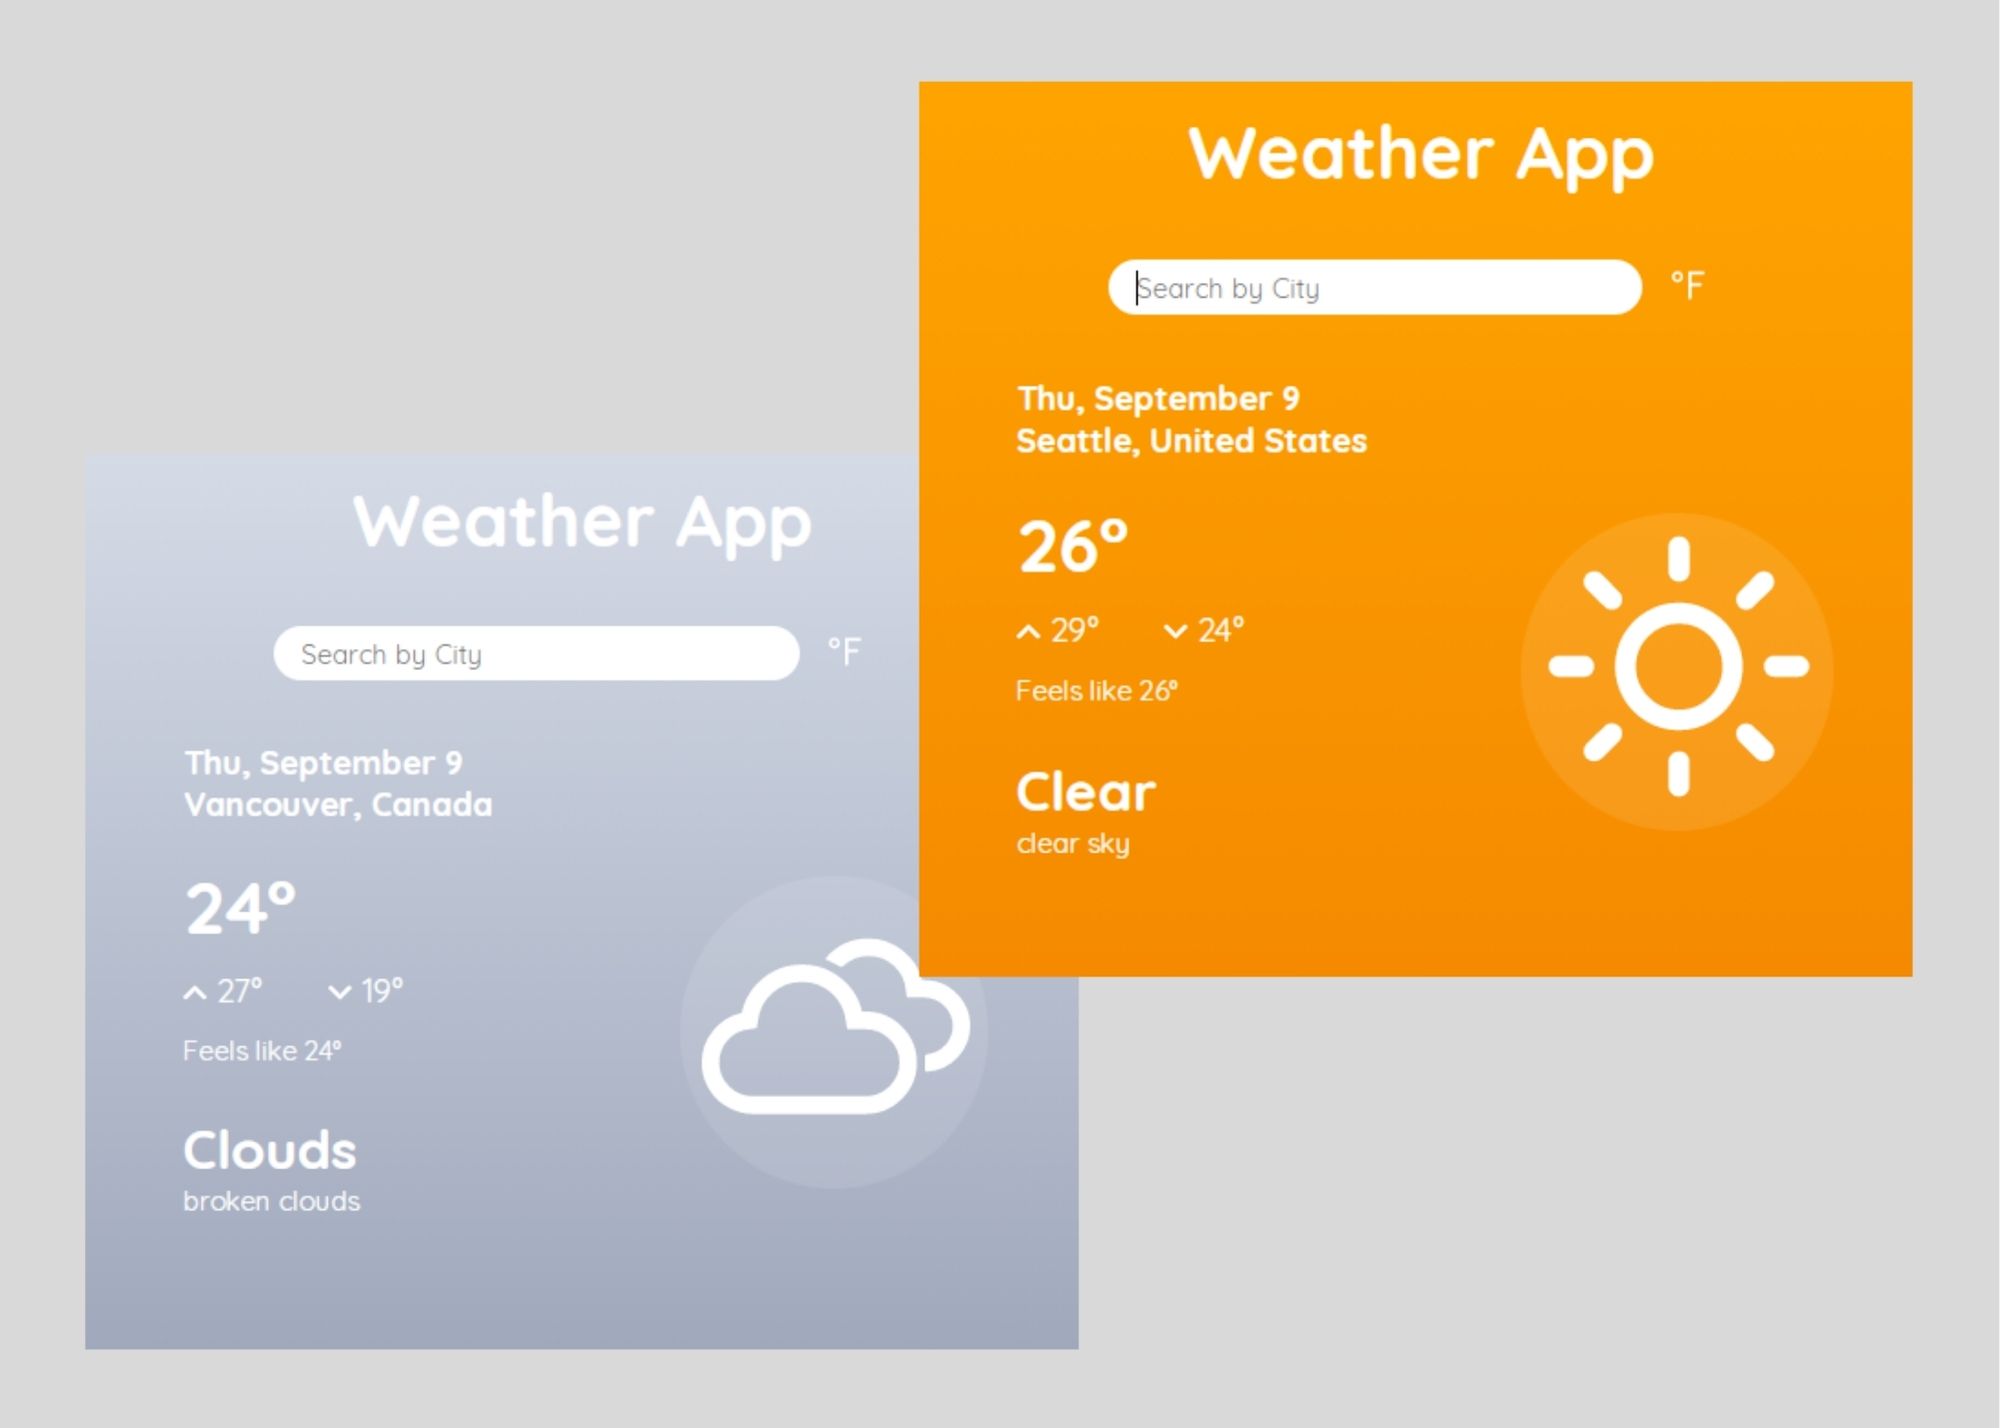 Weather App
Search by City
°F
Thu, September 9
Seattle, United States
26°
29° 24°
Feels like 26°
Clear
clear sky
Weather App
Search by City
°F
Thu, September 9
Vancouver, Canada
24°
27° 19°
Feels like 24°
Clouds
broken clouds